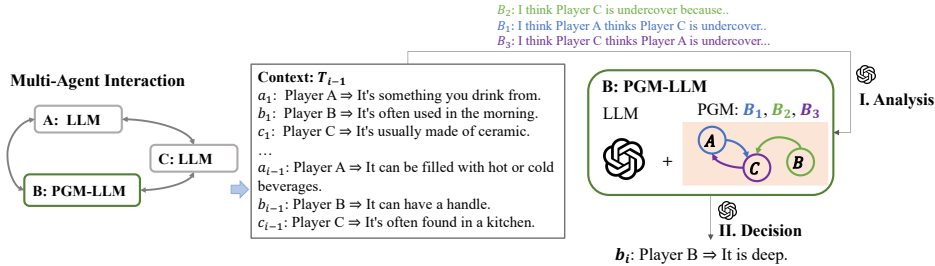 B₂: I think Player C is undercover because..
B₁: I think Player A thinks Player C is undercover..
B₃: I think Player C thinks Player A is undercover...
Multi-Agent Interaction
A: LLM
C: LLM
B: PGM-LLM
Context: Tᵢ₋₁
a₁: Player A ⇒ It's something you drink from.
b₁: Player B ⇒ It's often used in the morning.
c₁: Player C ⇒ It's usually made of ceramic.
...
aᵢ₋₁: Player A ⇒ It can be filled with hot or cold
beverages.
bᵢ₋₁: Player B ⇒ It can have a handle.
cᵢ₋₁: Player C ⇒ It's often found in a kitchen.
B: PGM-LLM
LLM
PGM: B₁, B₂, B₃
+
A
C
B
I. Analysis
II. Decision
bᵢ: Player B ⇒ It is deep.